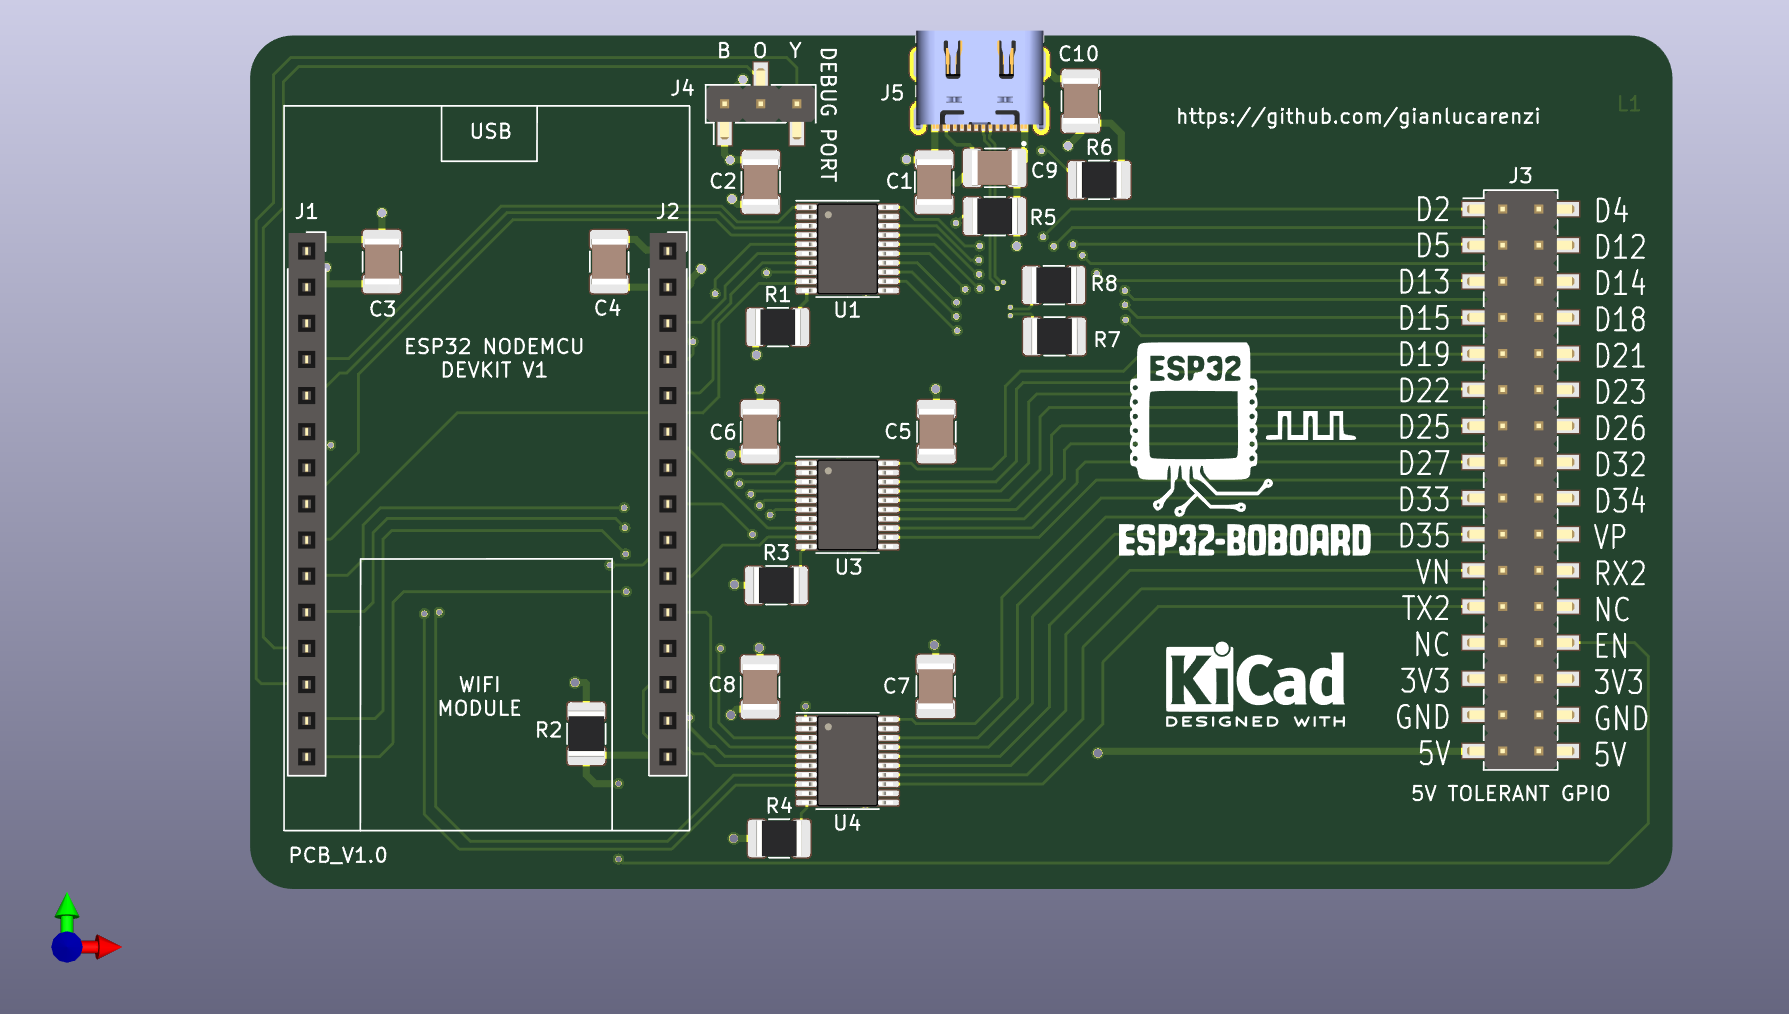 B O Y
DEBUG PORT
J4
J5
C10
https://github.com/gianlucarenzi
L1
USB
C2
C1
C9
R6
J3
J1
J2
R5
D2
D4
D5
D12
C3
C4
R1
U1
R8
D13
D14
R7
D15
D18
ESP32 NODEMCU
DEVKIT V1
ESP32
D19
D21
D22
D23
C6
C5
D25
D26
D27
D32
D33
D34
R3
U3
ESP32-BOBOARD
D35
VP
VN
RX2
TX2
NC
NC
EN
WIFI
MODULE
C8
C7
KiCad
DESIGNED WITH
3V3
3V3
R2
GND
GND
5V
5V
R4
U4
5V TOLERANT GPIO
PCB_V1.0